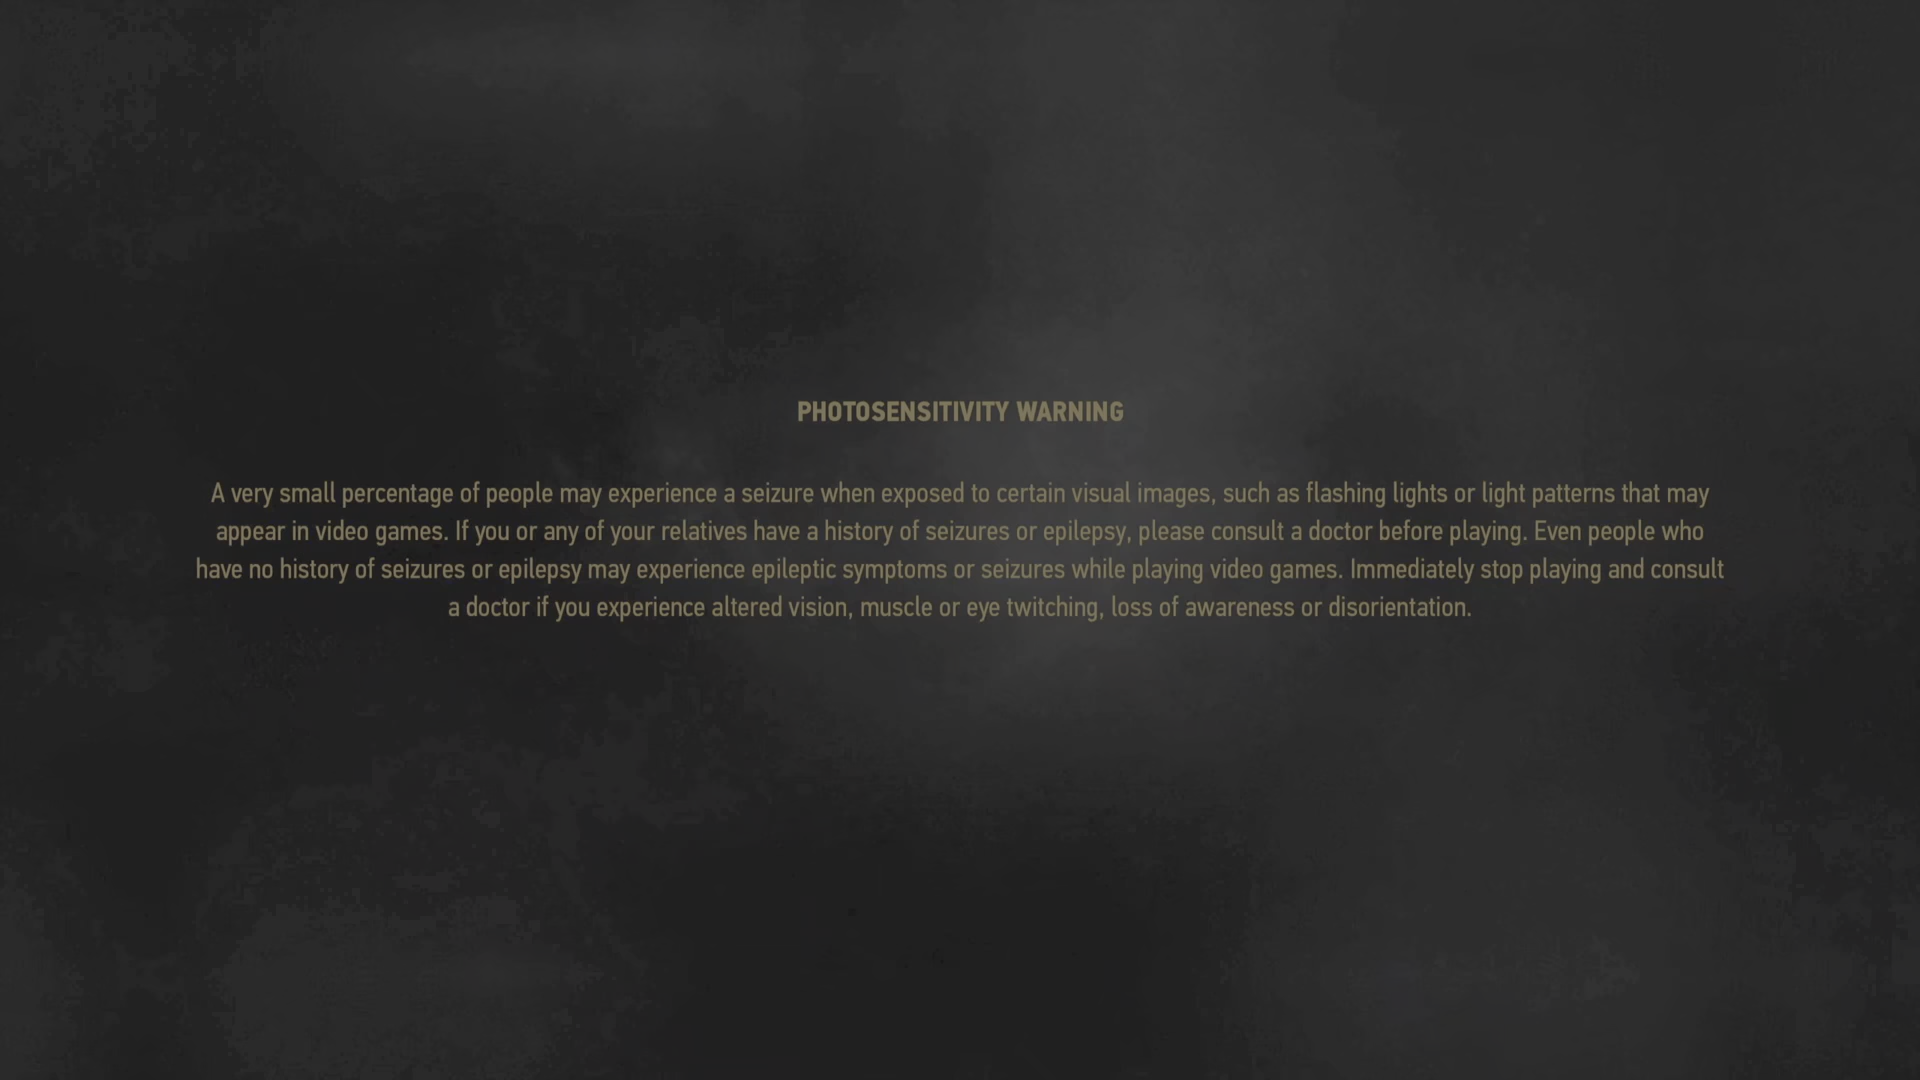 PHOTOSENSITIVITY WARNING
A very small percentage of people may experience a seizure when exposed to certain visual images, such as flashing lights or light patterns that may
appear in video games. If you or any of your relatives have a history of seizures or epilepsy, please consult a doctor before playing. Even people who
have no history of seizures or epilepsy may experience epileptic symptoms or seizures while playing video games. Immediately stop playing and consult
a doctor if you experience altered vision, muscle or eye twitching, loss of awareness or disorientation.